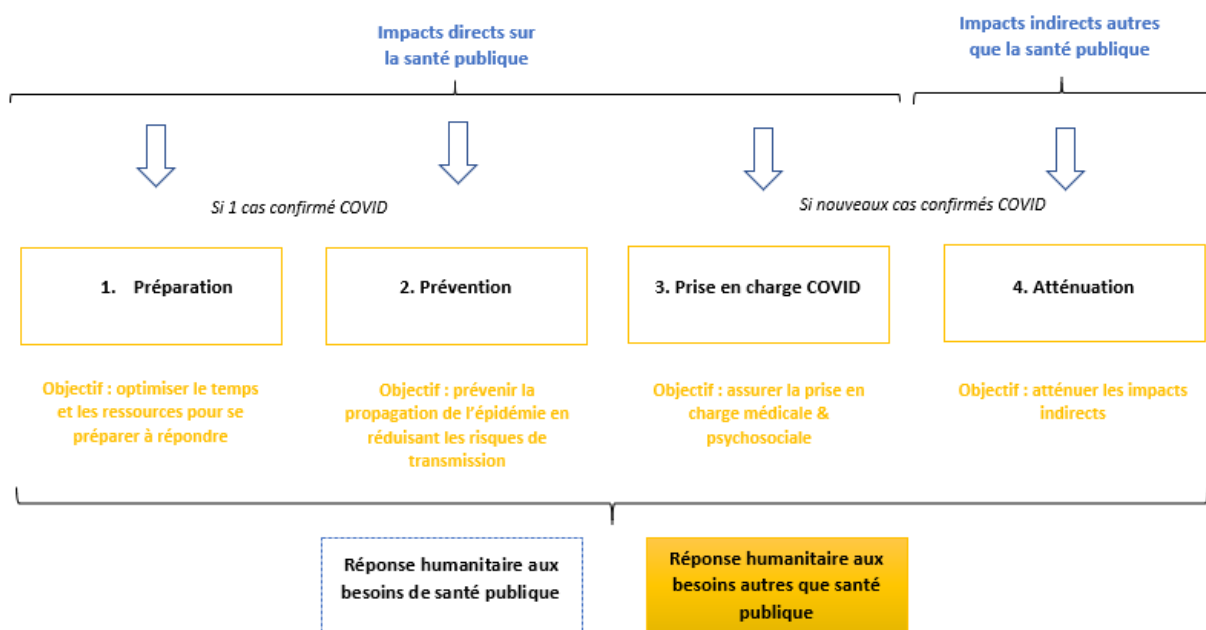 Impacts directs sur
la santé publique
Impacts indirects autres
que la santé publique
Si 1 cas confirmé COVID
Si nouveaux cas confirmés COVID
1. Préparation
2. Prévention
3. Prise en charge COVID
4. Atténuation
Objectif : optimiser le temps
et les ressources pour se
préparer à répondre
Objectif : prévenir la
propagation de l'épidémie en
réduisant les risques de
transmission
Objectif : assurer la prise en
charge médicale &
psychosociale
Objectif : atténuer les impacts
indirects
Réponse humanitaire aux
besoins de santé publique
Réponse humanitaire aux
besoins autres que santé
publique